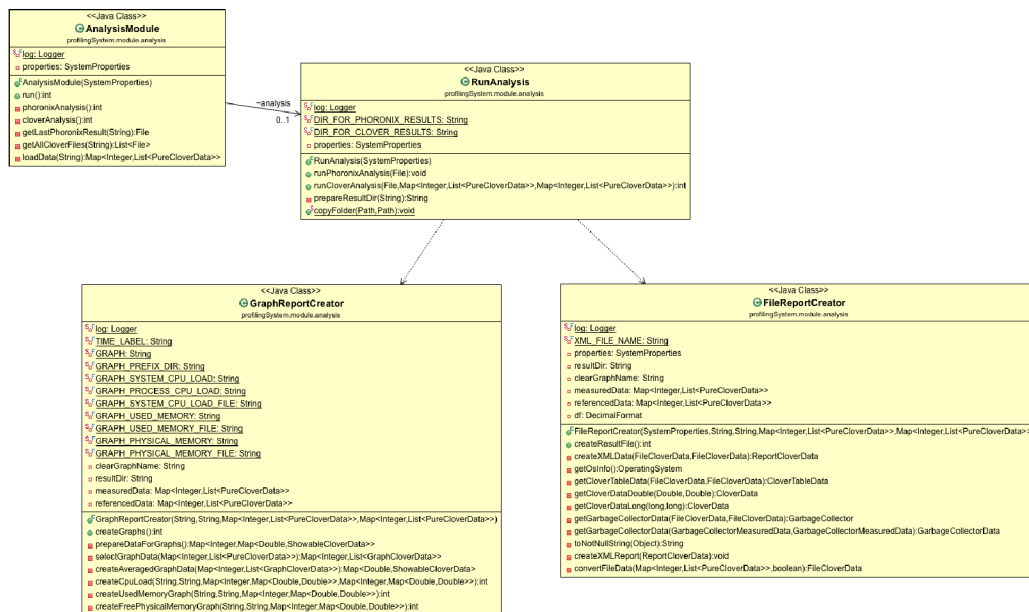 <<Java Class>>
AnalysisModule
profilingSystem.module.analysis
log: Logger
properties: SystemProperties
AnalysisModule(SystemProperties)
run():int
phoronixAnalysis():int
cloverAnalysis():int
getLastPhoronixResult(String):File
getAllCloverFiles(String):List<File>
loadData(String):Map<Integer,List<PureCloverData>>
~analysis
0..1
<<Java Class>>
RunAnalysis
profilingSystem.module.analysis
log: Logger
DIR_FOR_PHORONIX_RESULTS: String
DIR_FOR_CLOVER_RESULTS: String
properties: SystemProperties
RunAnalysis(SystemProperties)
runPhoronixAnalysis(File):void
runCloverAnalysis(File,Map<Integer,List<PureCloverData>>,Map<Integer,List<PureCloverData>>):int
prepareResultDir(String):String
copyFolder(Path,Path):void
<<Java Class>>
GraphReportCreator
profilingSystem.module.analysis
log: Logger
TIME_LABEL: String
GRAPH: String
GRAPH_PREFIX_DIR: String
GRAPH_SYSTEM_CPU_LOAD: String
GRAPH_PROCESS_CPU_LOAD: String
GRAPH_SYSTEM_CPU_LOAD_FILE: String
GRAPH_USED_MEMORY: String
GRAPH_USED_MEMORY_FILE: String
GRAPH_PHYSICAL_MEMORY: String
GRAPH_PHYSICAL_MEMORY_FILE: String
clearGraphName: String
resultDir: String
measuredData: Map<Integer,List<PureCloverData>>
referencedData: Map<Integer,List<PureCloverData>>
GraphReportCreator(String,String,Map<Integer,List<PureCloverData>>,Map<Integer,List<PureCloverData>>)
createGraphs():int
prepareDataForGraphs():Map<Integer,Map<Double,ShowableCloverData>>
selectGraphData(Map<Integer,List<PureCloverData>>):Map<Integer,List<GraphCloverData>>
createAveragedGraphData(Map<Integer,List<GraphCloverData>>):Map<Double,ShowableCloverData>
createCpuLoad(String,String,Map<Integer,Map<Double,Double>>,Map<Integer,Map<Double,Double>>):int
createUsedMemoryGraph(String,String,Map<Integer,Map<Double,Double>>):int
createFreePhysicalMemoryGraph(String,String,Map<Integer,Map<Double,Double>>):int
<<Java Class>>
FileReportCreator
profilingSystem.module.analysis
log: Logger
XML_FILE_NAME: String
properties: SystemProperties
resultDir: String
clearGraphName: String
measuredData: Map<Integer,List<PureCloverData>>
referencedData: Map<Integer,List<PureCloverData>>
df: DecimalFormat
FileReportCreator(SystemProperties,String,String,Map<Integer,List<PureCloverData>>,Map<Integer,List<PureCloverData>>
createResultFile():int
createXMLData(FileCloverData,FileCloverData):ReportCloverData
getOsInfo():OperatingSystem
getCloverTableData(FileCloverData,FileCloverData):CloverTableData
getCloverDataDouble(Double,Double):CloverData
getCloverDataLong(long,long):CloverData
getGarbageCollectorData(FileCloverData,FileCloverData):GarbageCollector
getGarbageCollectorData(GarbageCollectorMeasuredData,GarbageCollectorMeasuredData):GarbageCollectorData
toNotNullString(Object):String
createXMLReport(ReportCloverData):void
convertFileData(Map<Integer,List<PureCloverData>>,boolean):FileCloverData